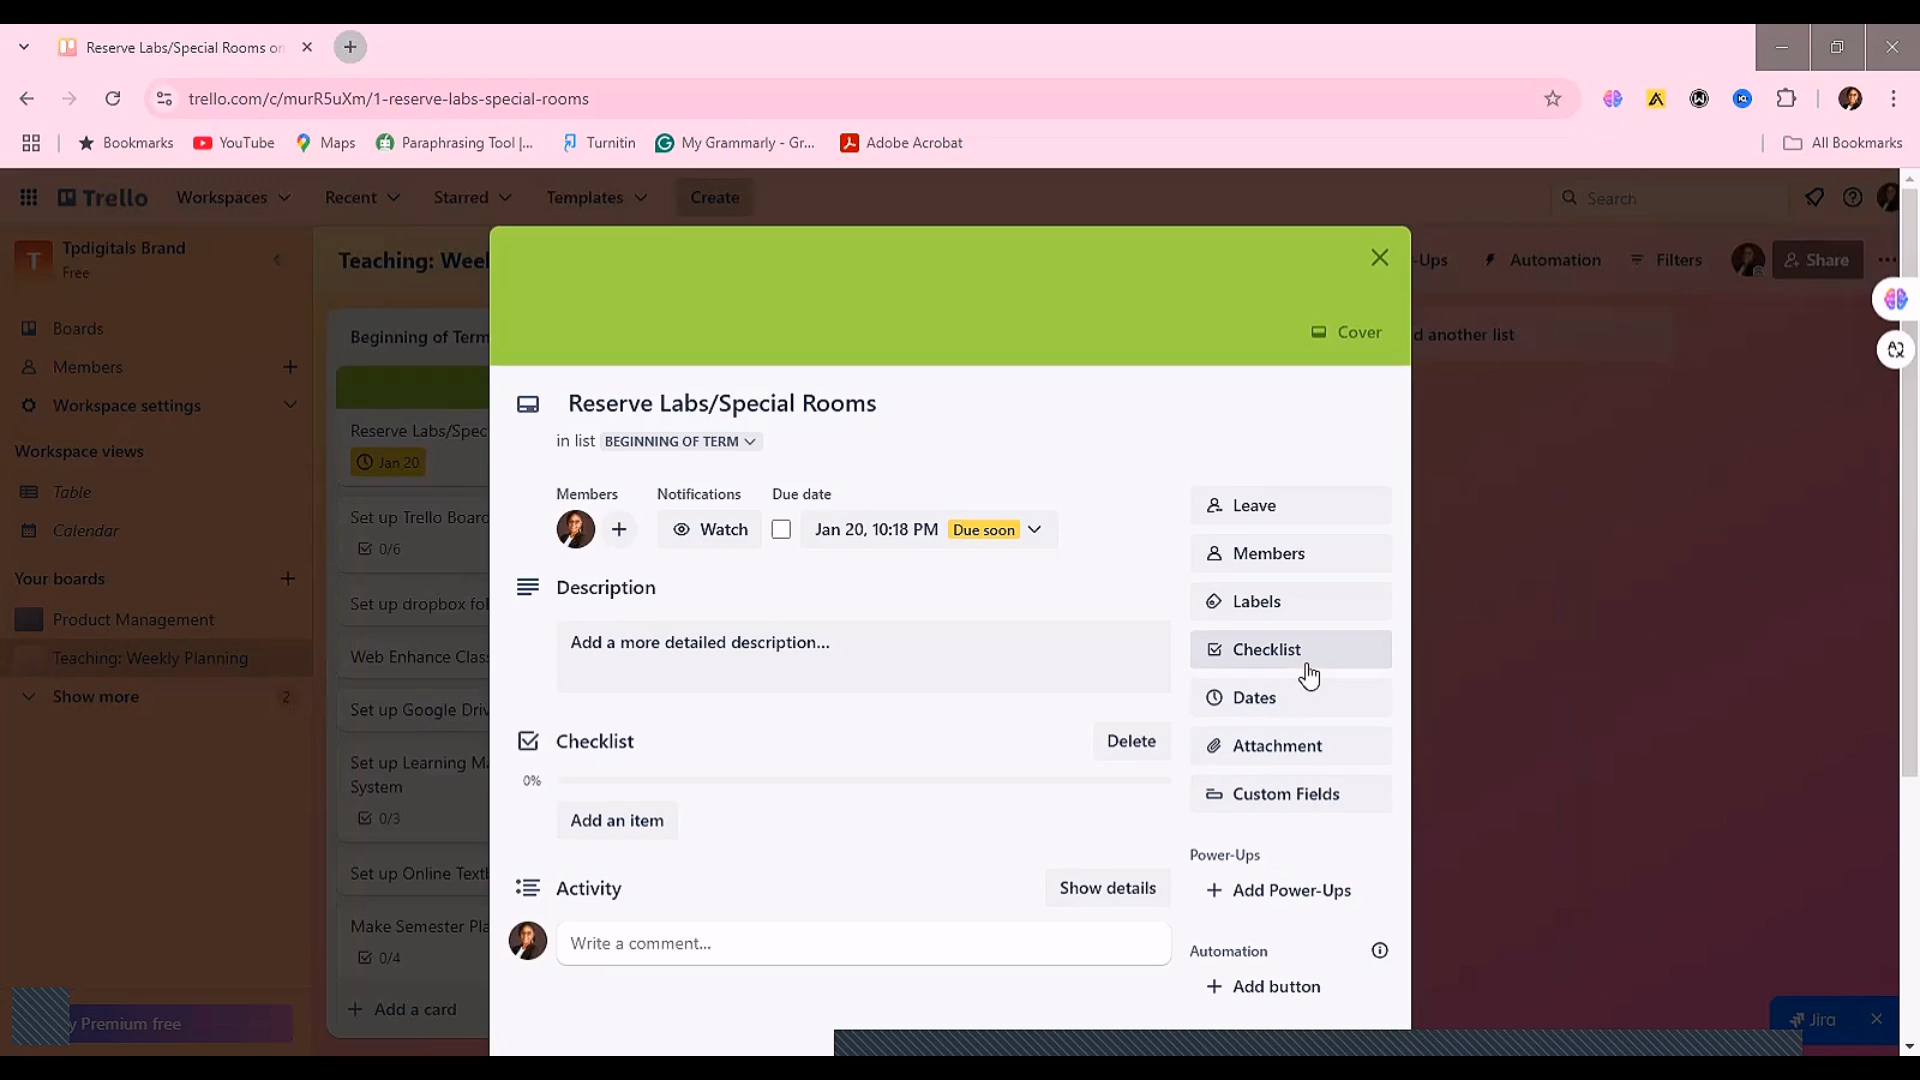 Reserve Labs/Special Rooms on
trello.com/c/murR5uXm/1-reserve-labs-special-rooms
Bookmarks
YouTube
Maps
Paraphrasing Tool |...
Turnitin
My Grammarly - Gr...
Adobe Acrobat
All Bookmarks
Trello
Workspaces
Recent
Starred
Templates
Create
Search
T
Tpdigitals Brand
Free
Boards
Members
Workspace settings
Workspace views
Table
Calendar
Your boards
Product Management
Teaching: Weekly Planning
Show more
2
y Premium free
Teaching: Weel
-Ups
Automation
Filters
Share
Beginning of Term
Reserve Labs/Spec
Jan 20
Set up Trello Board
0/6
Set up dropbox fol
Web Enhance Class
Set up Google Driv
Set up Learning Ma
System
0/3
Set up Online Textb
Make Semester Pla
0/4
Add a card
d another list
Cover
Reserve Labs/Special Rooms
in list BEGINNING OF TERM
Members
Notifications
Due date
Watch
Jan 20, 10:18 PM
Due soon
Description
Add a more detailed description...
Checklist
Delete
0%
Add an item
Activity
Show details
Write a comment...
Leave
Members
Labels
Checklist
Dates
Attachment
Custom Fields
Power-Ups
Add Power-Ups
Automation
Add button
Jira